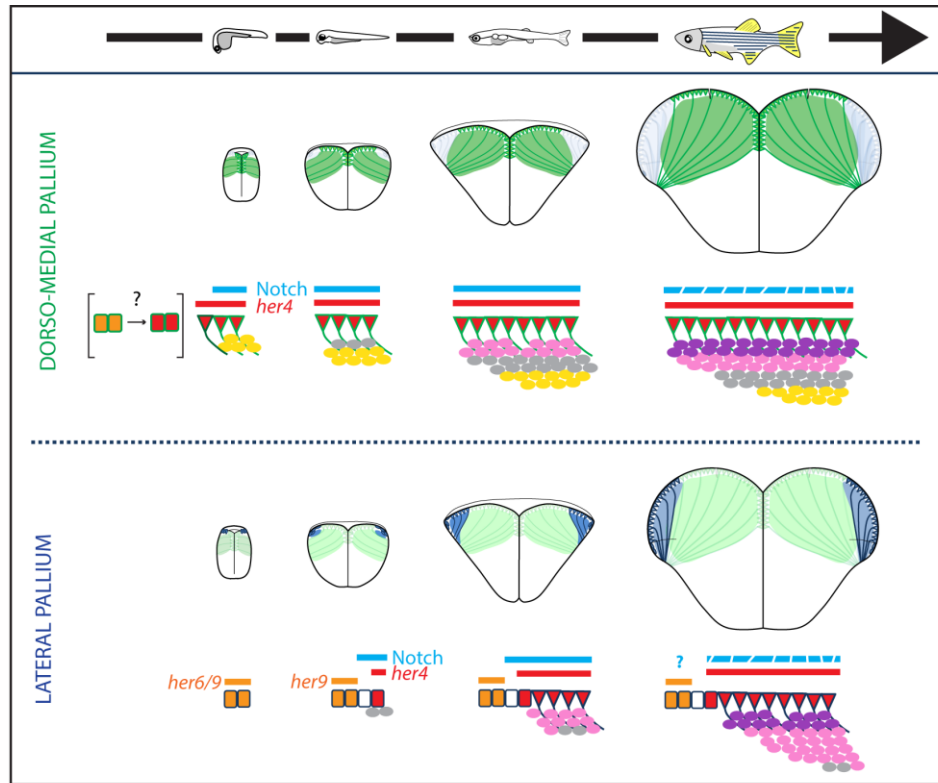 DORSO-MEDIAL PALLIUM
?
Notch
her4
LATERAL PALLIUM
her6/9
her9
Notch
her4
?